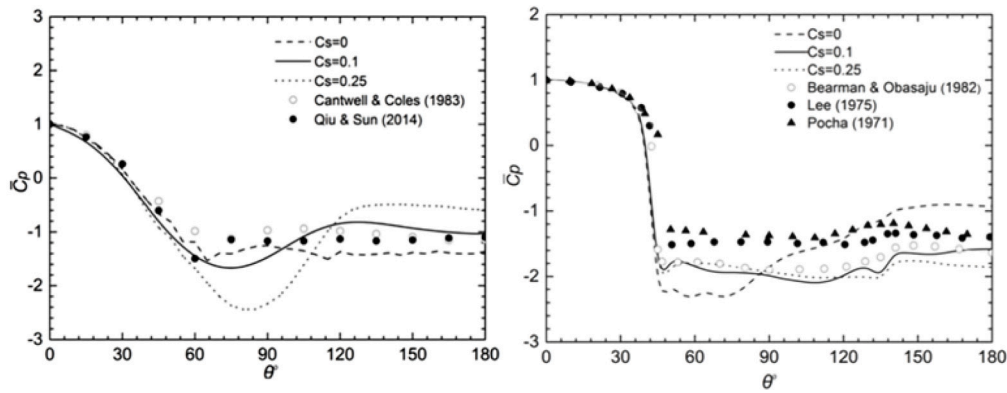 3
2
1
0
-1
-2
-3
C̅p
0 30 60 90 120 150 180
θ°
Cs=0
Cs=0.1
Cs=0.25
Cantwell & Coles (1983)
Qiu & Sun (2014)
2
1
0
-1
-2
-3
C̅p
0 30 60 90 120 150 180
θ°
Cs=0
Cs=0.1
Cs=0.25
Bearman & Obasaju (1982)
Lee (1975)
Pocha (1971)